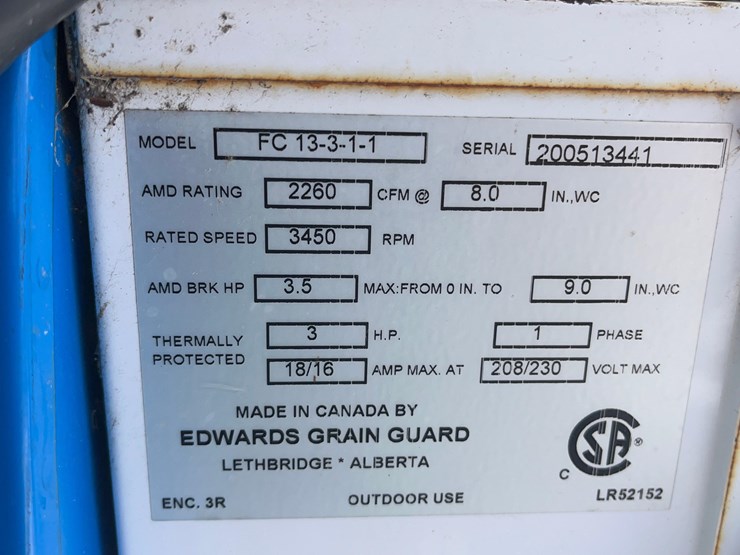 MODEL FC 13-3-1-1 SERIAL 200513441
AMD RATING 2260 CFM @ 8.0 IN.,WC
RATED SPEED 3450 RPM
AMD BRK HP 3.5 MAX:FROM 0 IN. TO 9.0 IN.,WC
THERMALLY PROTECTED 3 H.P. 1 PHASE
18/16 AMP MAX. AT 208/230 VOLT MAX
MADE IN CANADA BY
EDWARDS GRAIN GUARD
LETHBRIDGE * ALBERTA
C SA ®
ENC. 3R OUTDOOR USE LR52152